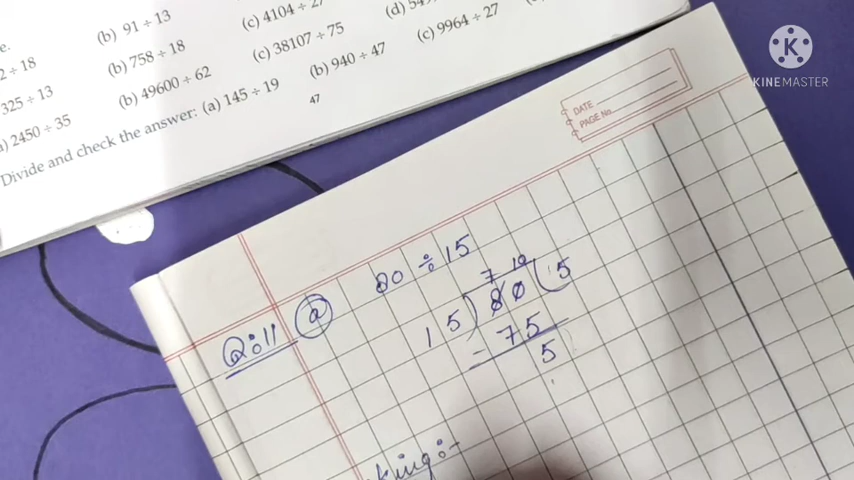 e.
(b) 91 ÷ 13
(c) 4104 ÷ 27
(d) 54
2 ÷ 18
(b) 758 ÷ 18
(c) 38107 ÷ 75
325 ÷ 13
(b) 49600 ÷ 62
(b) 940 ÷ 47
(c) 9964 ÷ 27
a) 2450 ÷ 35
Divide and check the answer: (a) 145 ÷ 19
47
KINEMASTER
DATE
PAGE No.
Q:11 (a) 80 ÷ 15
7 10
15)80(5
- 75
5
king:-